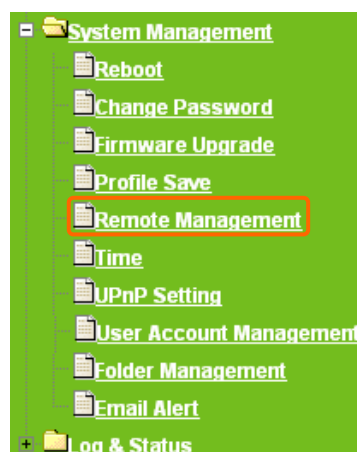 System Management
Reboot
Change Password
Firmware Upgrade
Profile Save
Remote Management
Time
UPnP Setting
User Account Management
Folder Management
Email Alert
Log & Status